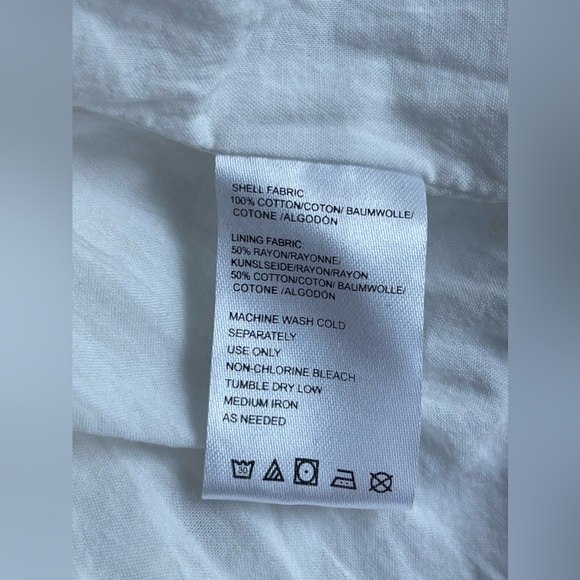 SHELL FABRIC
100% COTTON/COTON/ BAUMWOLLE/
COTONE /ALGODÓN
LINING FABRIC:
50% RAYON/RAYONNE/
KUNSLSEIDE/RAYON/RAYON
50% COTTON/COTON/ BAUMWOLLE/
COTONE /ALGODÓN
MACHINE WASH COLD
SEPARATELY
USE ONLY
NON-CHLORINE BLEACH
TUMBLE DRY LOW
MEDIUM IRON
AS NEEDED
30